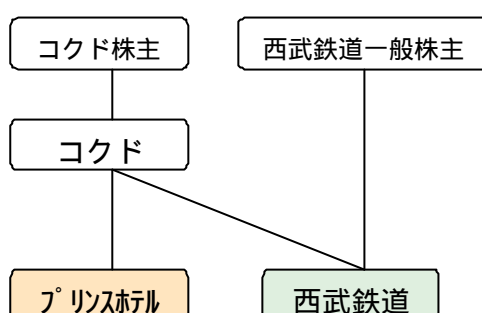 コクド株主
西武鉄道一般株主
コクド
プリンスホテル
西武鉄道